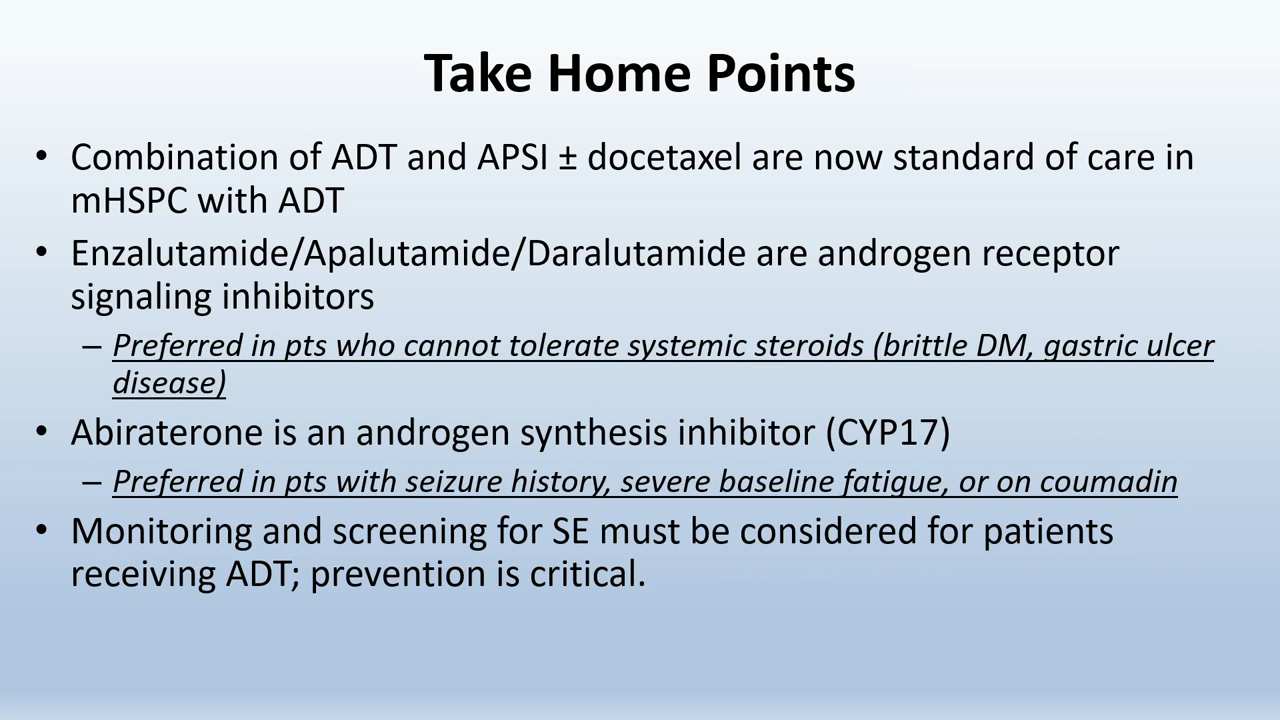 Take Home Points
• Combination of ADT and APSI ± docetaxel are now standard of care in
mHSPC with ADT
• Enzalutamide/Apalutamide/Daralutamide are androgen receptor
signaling inhibitors
– Preferred in pts who cannot tolerate systemic steroids (brittle DM, gastric ulcer
disease)
• Abiraterone is an androgen synthesis inhibitor (CYP17)
– Preferred in pts with seizure history, severe baseline fatigue, or on coumadin
• Monitoring and screening for SE must be considered for patients
receiving ADT; prevention is critical.